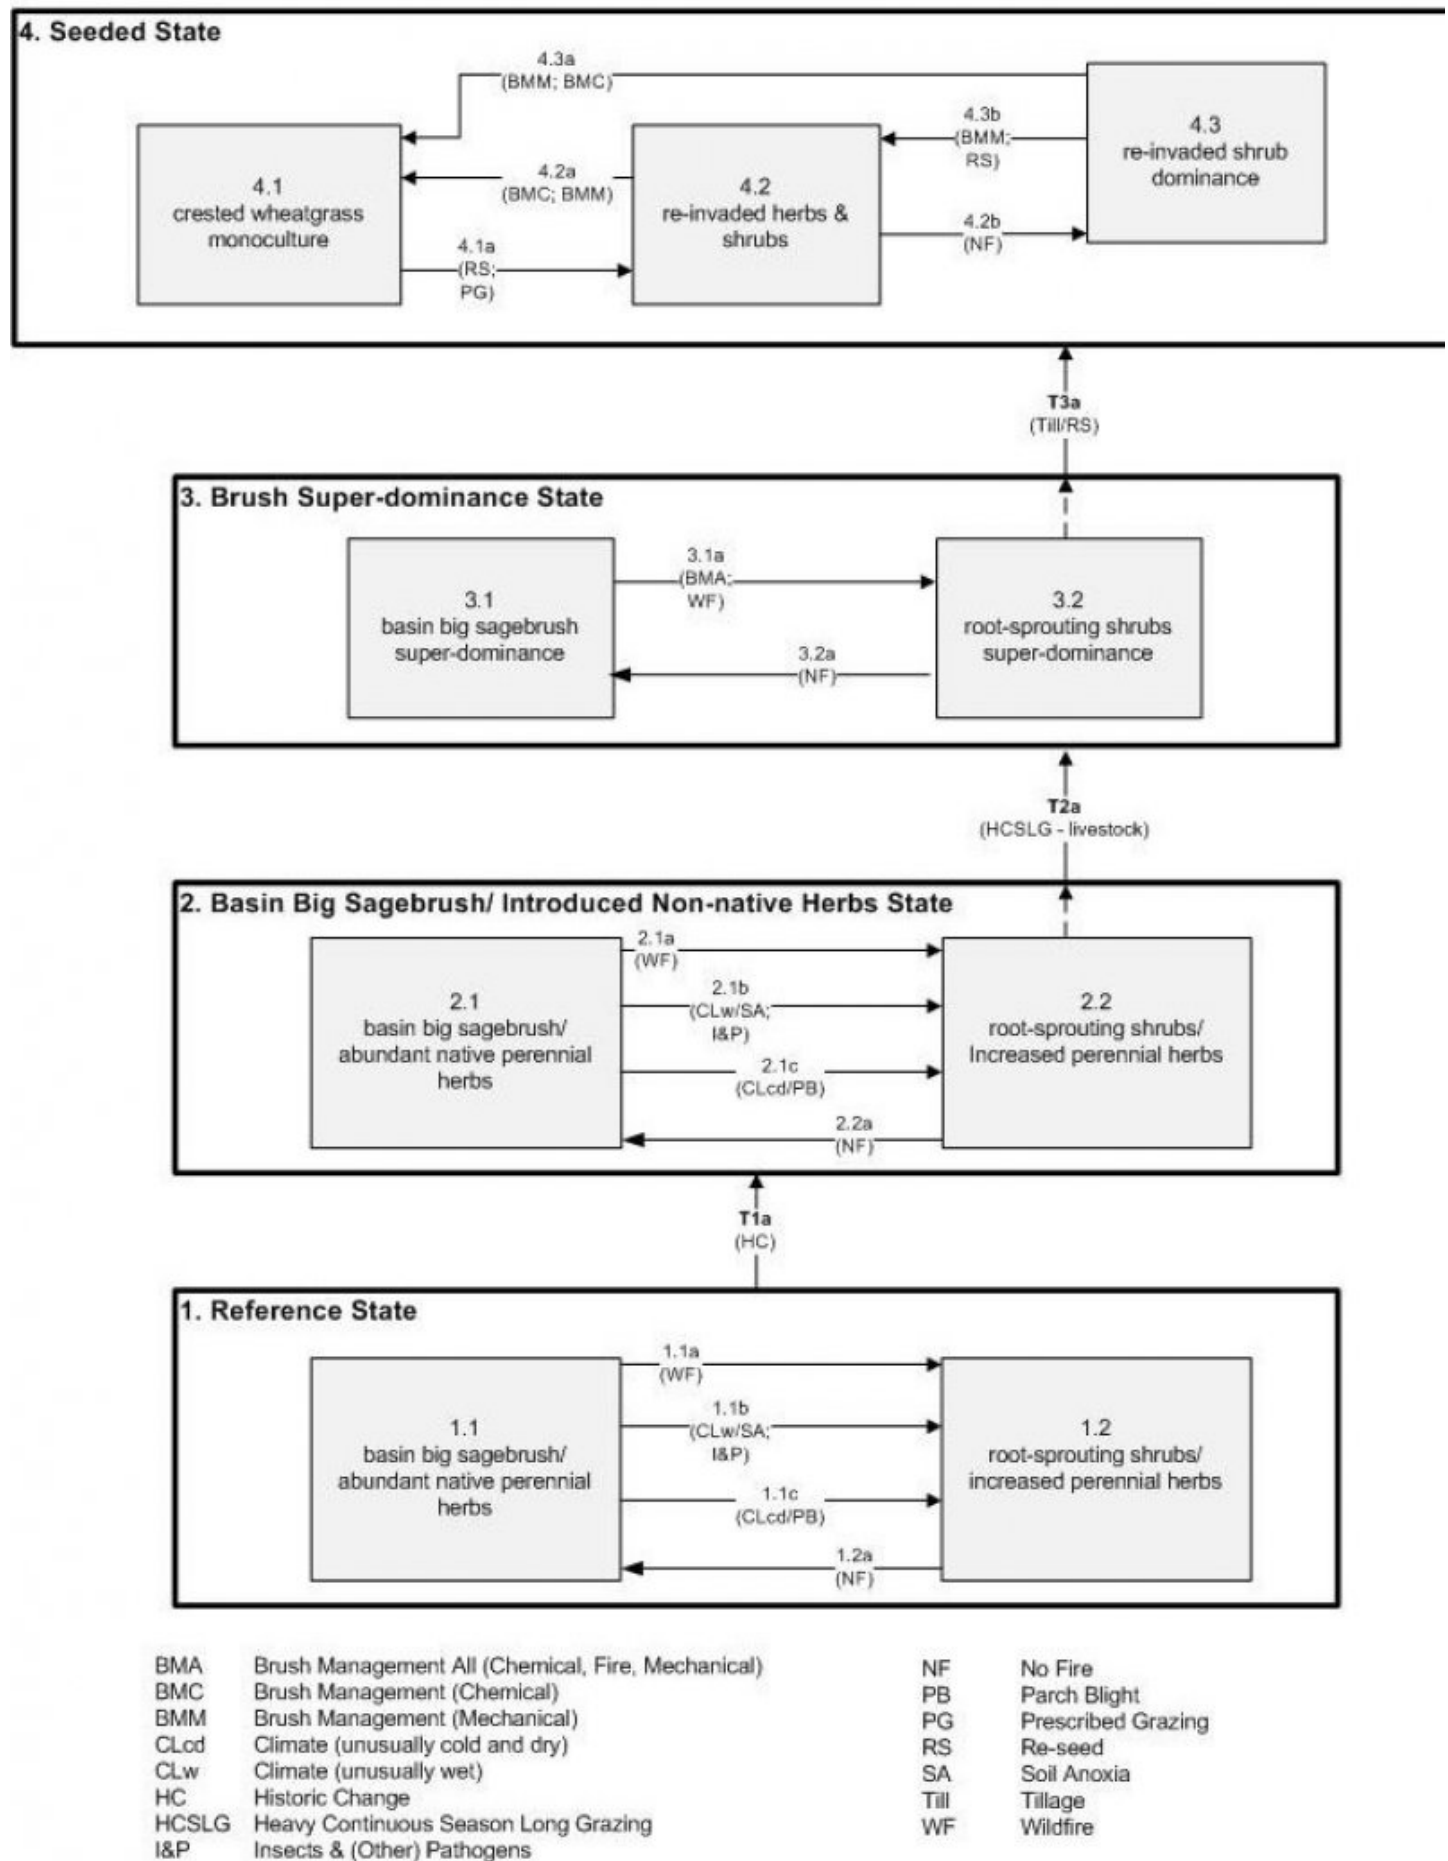 4. Seeded State
4.3a
(BMM; BMC)
4.3b
(BMM;
RS)
4.3
re-invaded shrub
dominance
4.1
crested wheatgrass
monoculture
4.2a
(BMC; BMM)
4.2
re-invaded herbs &
shrubs
4.2b
(NF)
4.1a
(RS;
PG)
T3a
(Till/RS)
3. Brush Super-dominance State
3.1
basin big sagebrush
super-dominance
3.1a
(BMA;
WF)
3.2a
(NF)
3.2
root-sprouting shrubs
super-dominance
T2a
(HCSLG - livestock)
2. Basin Big Sagebrush/ Introduced Non-native Herbs State
2.1
basin big sagebrush/
abundant native perennial
herbs
2.1a
(WF)
2.1b
(CLw/SA;
I&P)
2.1c
(CLcd/PB)
2.2a
(NF)
2.2
root-sprouting shrubs/
Increased perennial herbs
T1a
(HC)
1. Reference State
1.1
basin big sagebrush/
abundant native perennial
herbs
1.1a
(WF)
1.1b
(CLw/SA;
I&P)
1.1c
(CLcd/PB)
1.2a
(NF)
1.2
root-sprouting shrubs/
increased perennial herbs
BMA Brush Management All (Chemical, Fire, Mechanical)
BMC Brush Management (Chemical)
BMM Brush Management (Mechanical)
CLcd Climate (unusually cold and dry)
CLw Climate (unusually wet)
HC Historic Change
HCSLG Heavy Continuous Season Long Grazing
I&P Insects & (Other) Pathogens
NF No Fire
PB Parch Blight
PG Prescribed Grazing
RS Re-seed
SA Soil Anoxia
Till Tillage
WF Wildfire